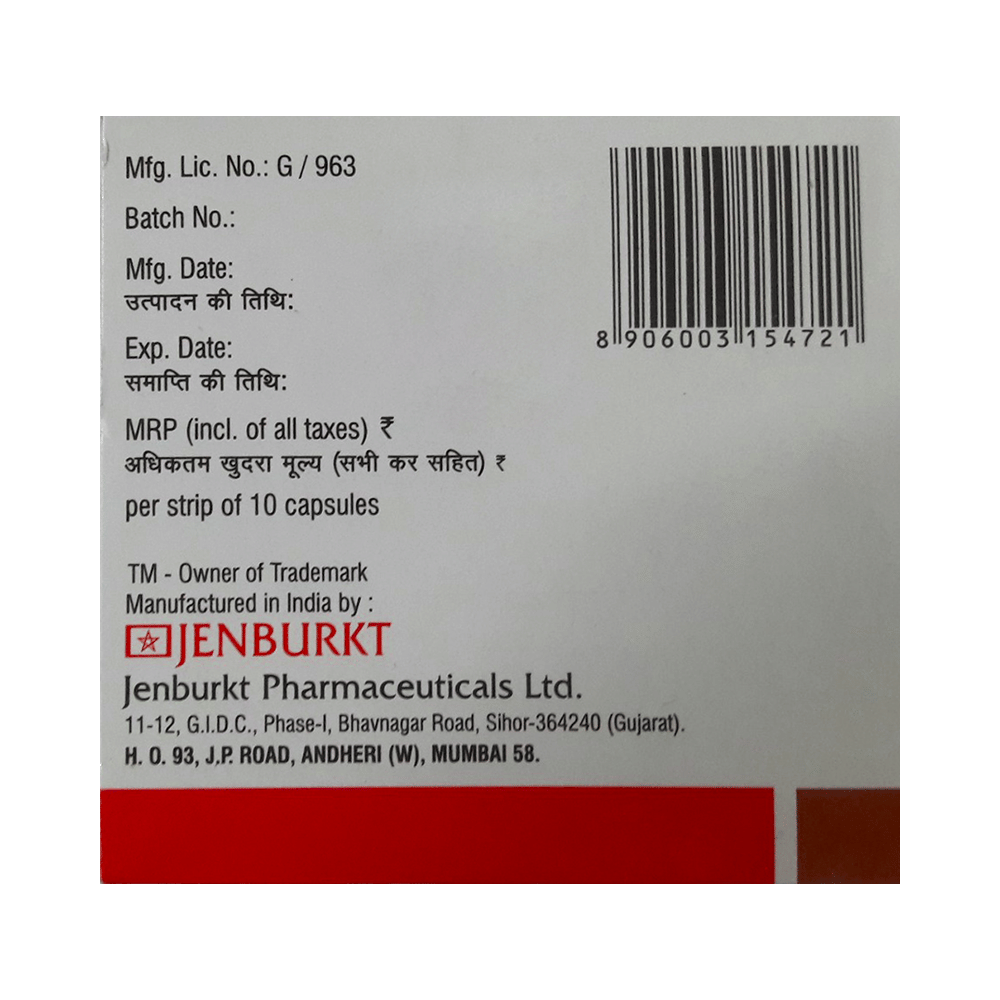 Mfg. Lic. No.: G / 963
Batch No.:
Mfg. Date:
उत्पादन की तिथि:
Exp. Date:
समाप्ति की तिथि:
MRP (incl. of all taxes) ₹
अधिकतम खुदरा मूल्य (सभी कर सहित) ₹
per strip of 10 capsules
8 906003 154721
TM - Owner of Trademark
Manufactured in India by :
JENBURKT
Jenburkt Pharmaceuticals Ltd.
11-12, G.I.D.C., Phase-I, Bhavnagar Road, Sihor-364240 (Gujarat).
H. O. 93, J.P. ROAD, ANDHERI (W), MUMBAI 58.